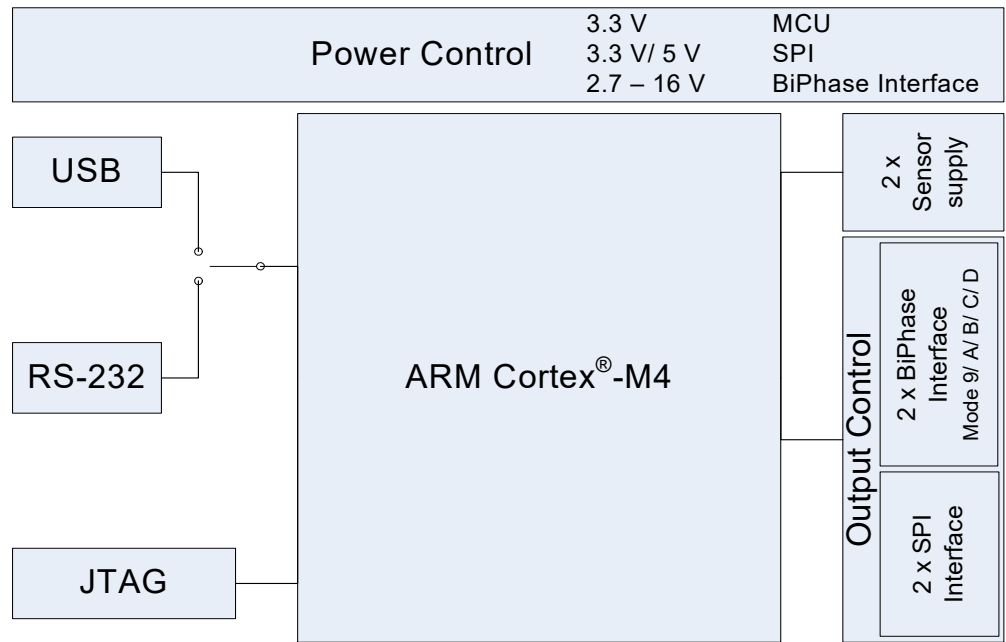 Power Control
3.3 V MCU
3.3 V/ 5 V SPI
2.7 – 16 V BiPhase Interface
USB
RS-232
JTAG
ARM Cortex®-M4
2 x
Sensor
supply
Output Control
2 x BiPhase
Interface
Mode 9/ A/ B/ C/ D
2 x SPI
Interface